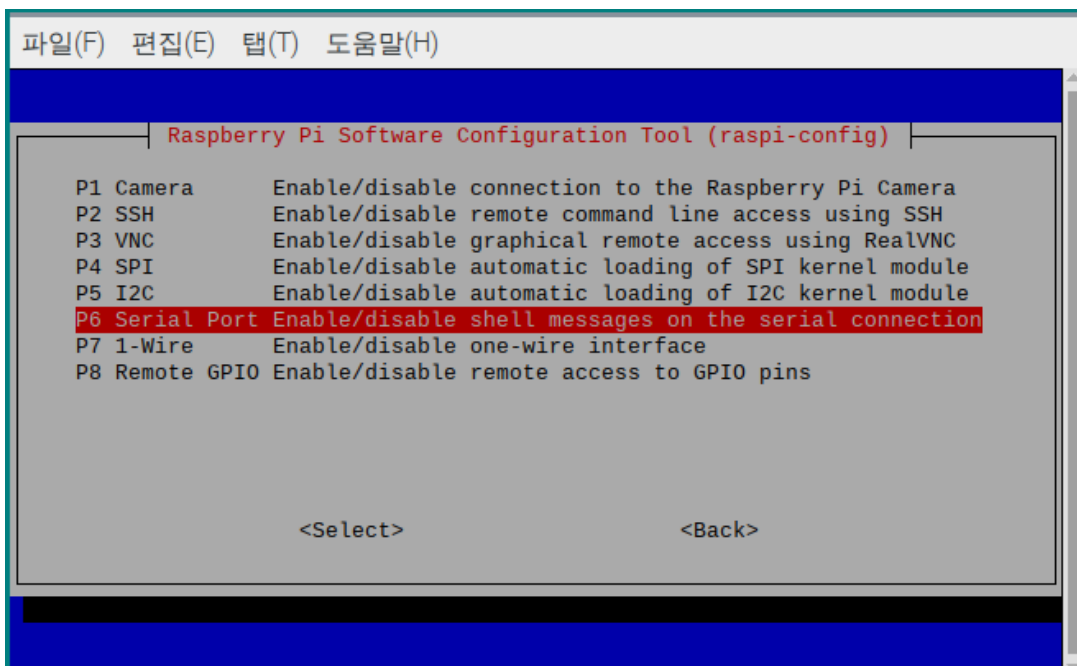 파일(F) 편집(E) 탭(T) 도움말(H)
Raspberry Pi Software Configuration Tool (raspi-config)
P1 Camera Enable/disable connection to the Raspberry Pi Camera
P2 SSH Enable/disable remote command line access using SSH
P3 VNC Enable/disable graphical remote access using RealVNC
P4 SPI Enable/disable automatic loading of SPI kernel module
P5 I2C Enable/disable automatic loading of I2C kernel module
P6 Serial Port Enable/disable shell messages on the serial connection
P7 1-Wire Enable/disable one-wire interface
P8 Remote GPIO Enable/disable remote access to GPIO pins
<Select> <Back>